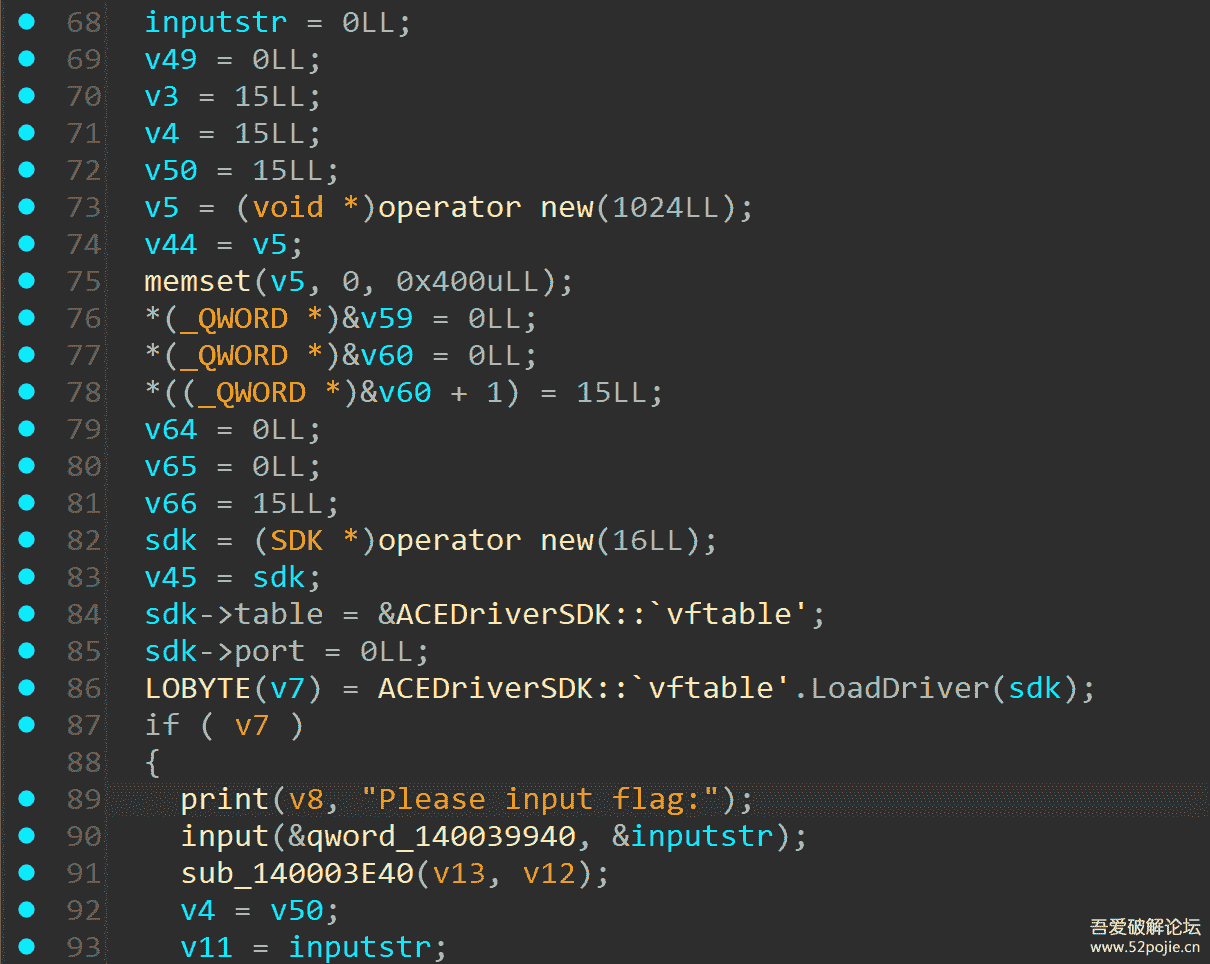 68 inputstr = 0LL;
69 v49 = 0LL;
70 v3 = 15LL;
71 v4 = 15LL;
72 v50 = 15LL;
73 v5 = (void *)operator new(1024LL);
74 v44 = v5;
75 memset(v5, 0, 0x400uLL);
76 *(_QWORD *)&v59 = 0LL;
77 *(_QWORD *)&v60 = 0LL;
78 *((_QWORD *)&v60 + 1) = 15LL;
79 v64 = 0LL;
80 v65 = 0LL;
81 v66 = 15LL;
82 sdk = (SDK *)operator new(16LL);
83 v45 = sdk;
84 sdk->table = &ACEDriverSDK::`vftable';
85 sdk->port = 0LL;
86 LOBYTE(v7) = ACEDriverSDK::`vftable'.LoadDriver(sdk);
87 if ( v7 )
88 {
89 print(v8, "Please input flag:");
90 input(&qword_140039940, &inputstr);
91 sub_140003E40(v13, v12);
92 v4 = v50;
93 v11 = inputstr;
吾爱破解论坛
www.52pojie.cn